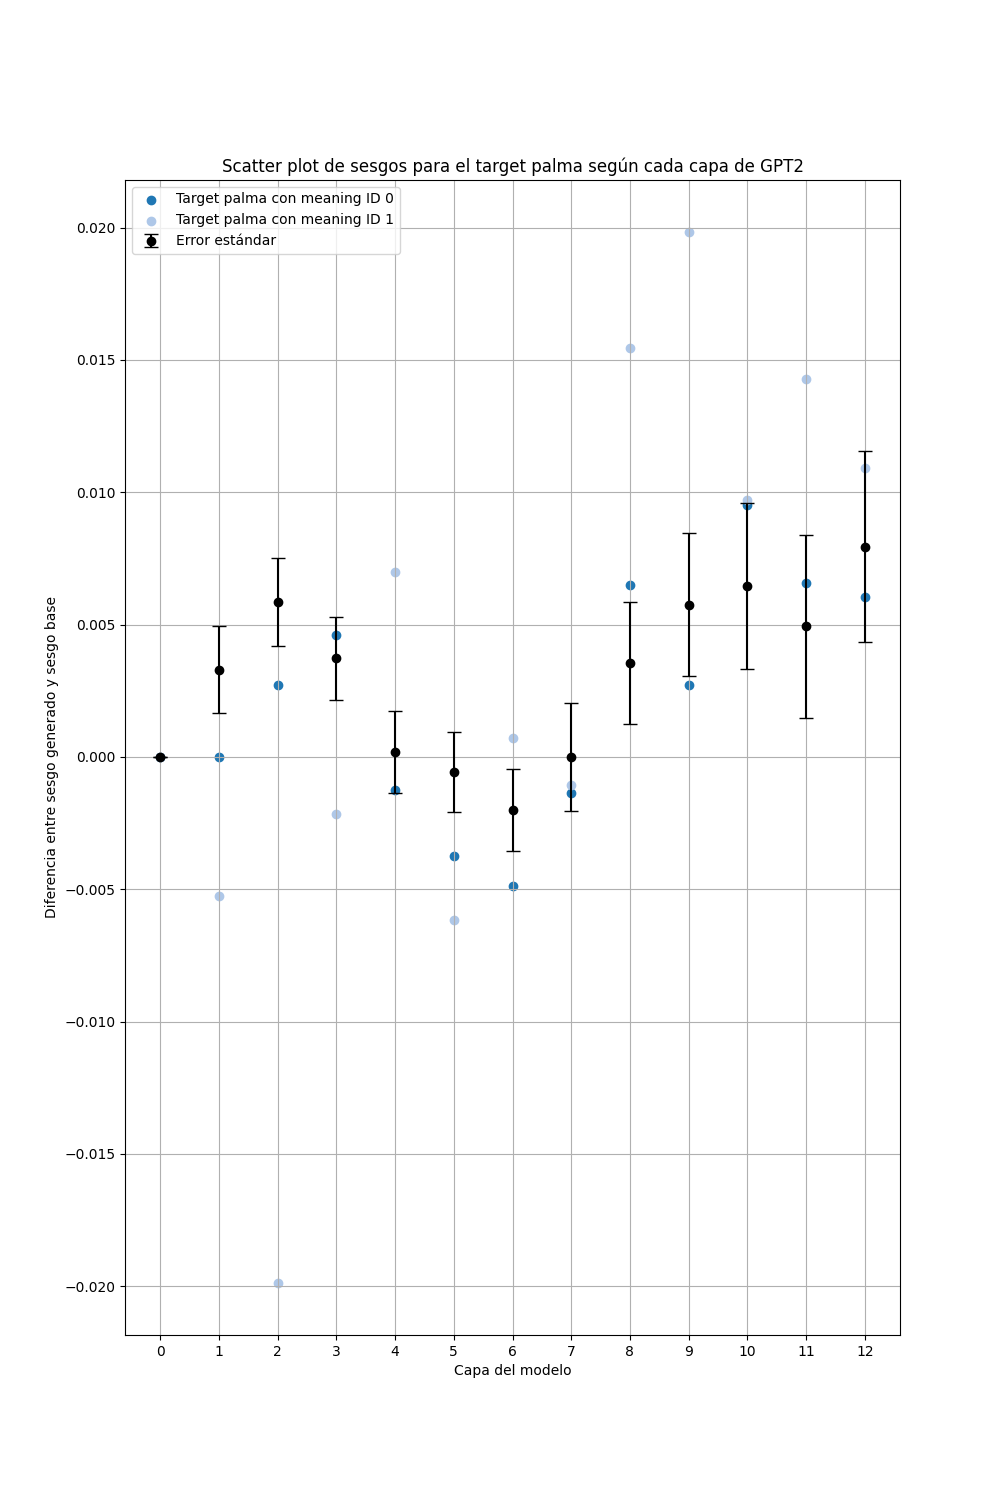 Scatter plot de sesgos para el target palma según cada capa de GPT2
Target palma con meaning ID 0
Target palma con meaning ID 1
Error estándar
Diferencia entre sesgo generado y sesgo base
0.020
0.015
0.010
0.005
0.000
−0.005
−0.010
−0.015
−0.020
0 1 2 3 4 5 6 7 8 9 10 11 12
Capa del modelo